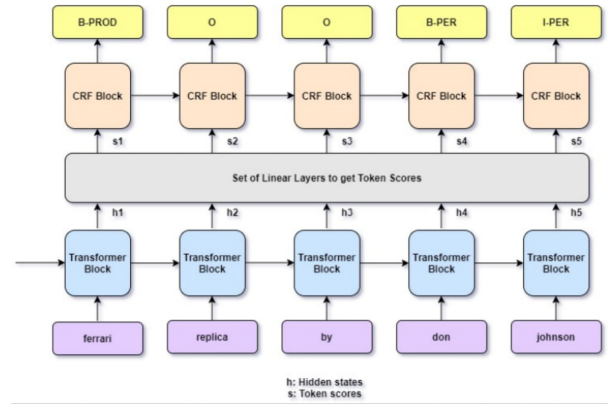 B-PROD O O B-PER I-PER
CRF Block CRF Block CRF Block CRF Block CRF Block
s1 s2 s3 s4 s5
Set of Linear Layers to get Token Scores
h1 h2 h3 h4 h5
Transformer Transformer Transformer Transformer Transformer
Block Block Block Block Block
ferrari replica by don johnson
h: Hidden states
s: Token scores